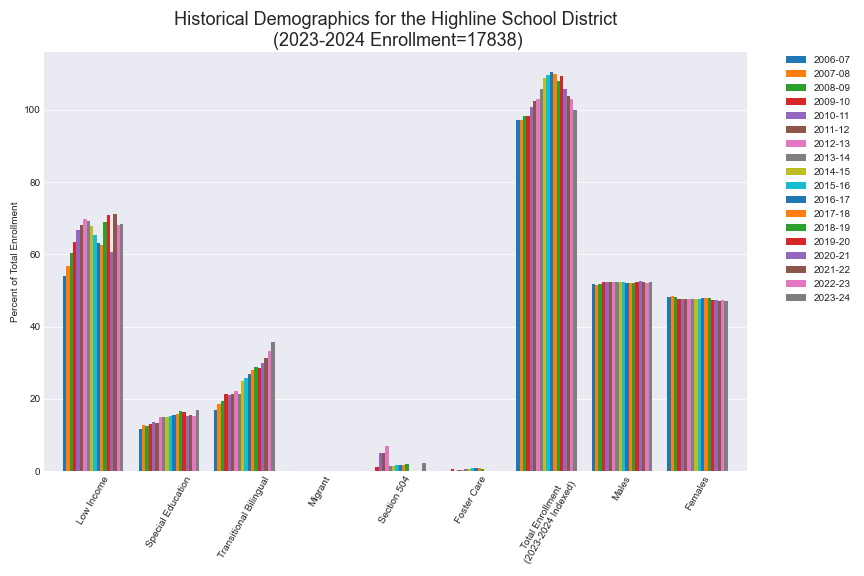 Historical Demographics for the Highline School District
(2023-2024 Enrollment=17838)
Percent of Total Enrollment
100
80
60
40
20
0
Low Income
Special Education
Transitional Bilingual
Migrant
Section 504
Foster Care
Total Enrollment
(2023-2024 Indexed)
Males
Females
2006-07
2007-08
2008-09
2009-10
2010-11
2011-12
2012-13
2013-14
2014-15
2015-16
2016-17
2017-18
2018-19
2019-20
2020-21
2021-22
2022-23
2023-24